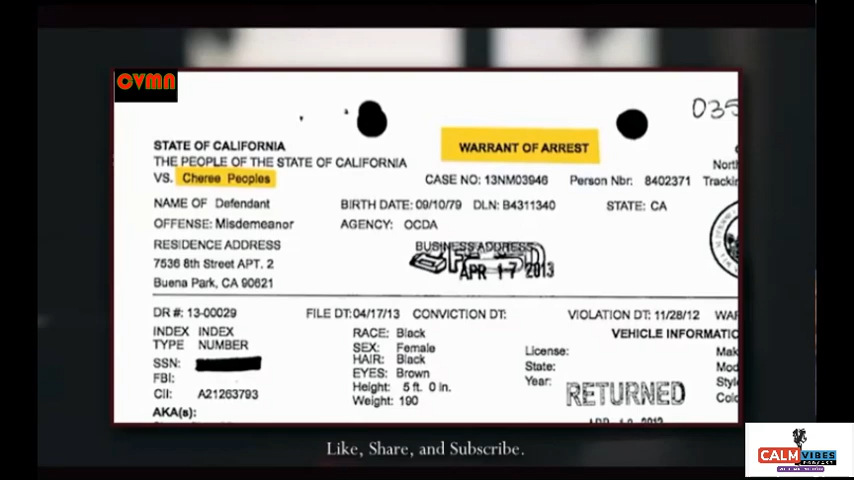 OVMN
035
STATE OF CALIFORNIA
WARRANT OF ARREST
THE PEOPLE OF THE STATE OF CALIFORNIA
VS. Cheree Peoples
CASE NO: 13NM03946 Person Nbr: 8402371
NAME OF Defendant BIRTH DATE: 09/10/79 DLN: B4311340 STATE: CA
OFFENSE: Misdemeanor AGENCY: OCDA
RESIDENCE ADDRESS BUSINESS ADDRESS
7536 8th Street APT. 2
APR 17 2013
Buena Park, CA 90621
DR #: 13-00029 FILE DT: 04/17/13 CONVICTION DT: VIOLATION DT: 11/28/12
INDEX INDEX RACE: Black VEHICLE INFORMATIO
TYPE NUMBER SEX: Female
SSN: HAIR: Black License:
FBI: EYES: Brown State:
CII: A21263793 Height: 5 ft. 0 in. Year:
Weight: 190 RETURNED
AKA(s):
Like, Share, and Subscribe.
CALM VIBES
PODCAST